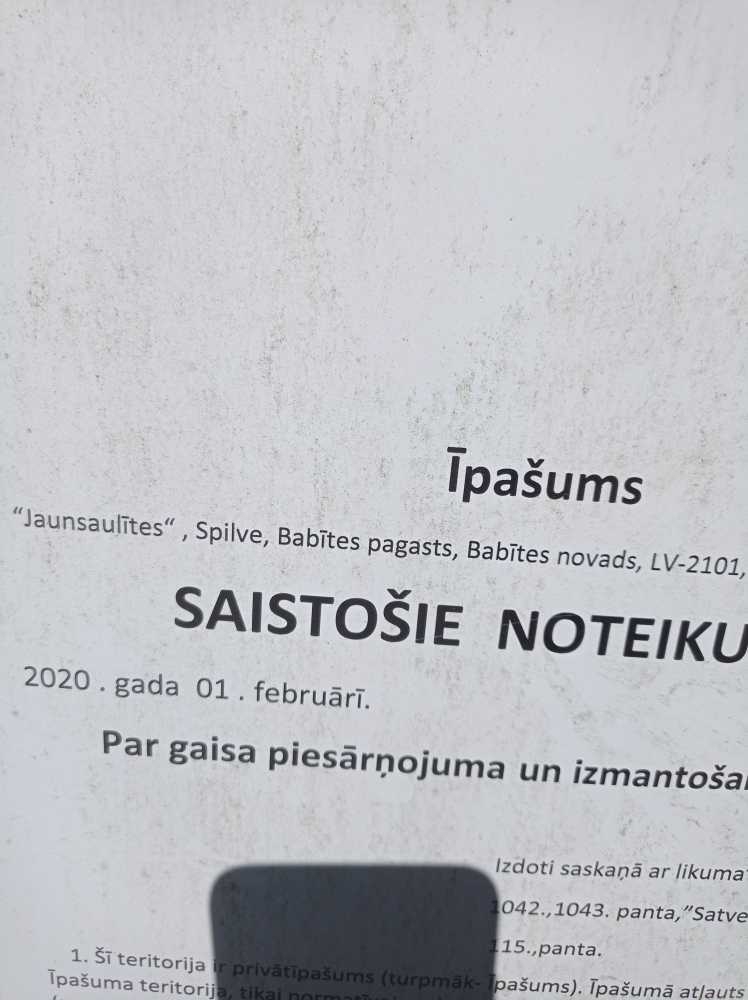 Īpašums
“Jaunsaulītes“ , Spilve, Babītes pagasts, Babītes novads, LV-2101,
SAISTOŠIE NOTEIKU
2020 . gada 01 . februārī.
Par gaisa piesārņojuma un izmantoša
Izdoti saskaņā ar likuma
1042.,1043. panta,”Satve
115.,panta.
1. Šī teritorija ir privātīpašums (turpmāk- Īpašums). Īpašumā atļauts
Īpašuma teritorija, tikai